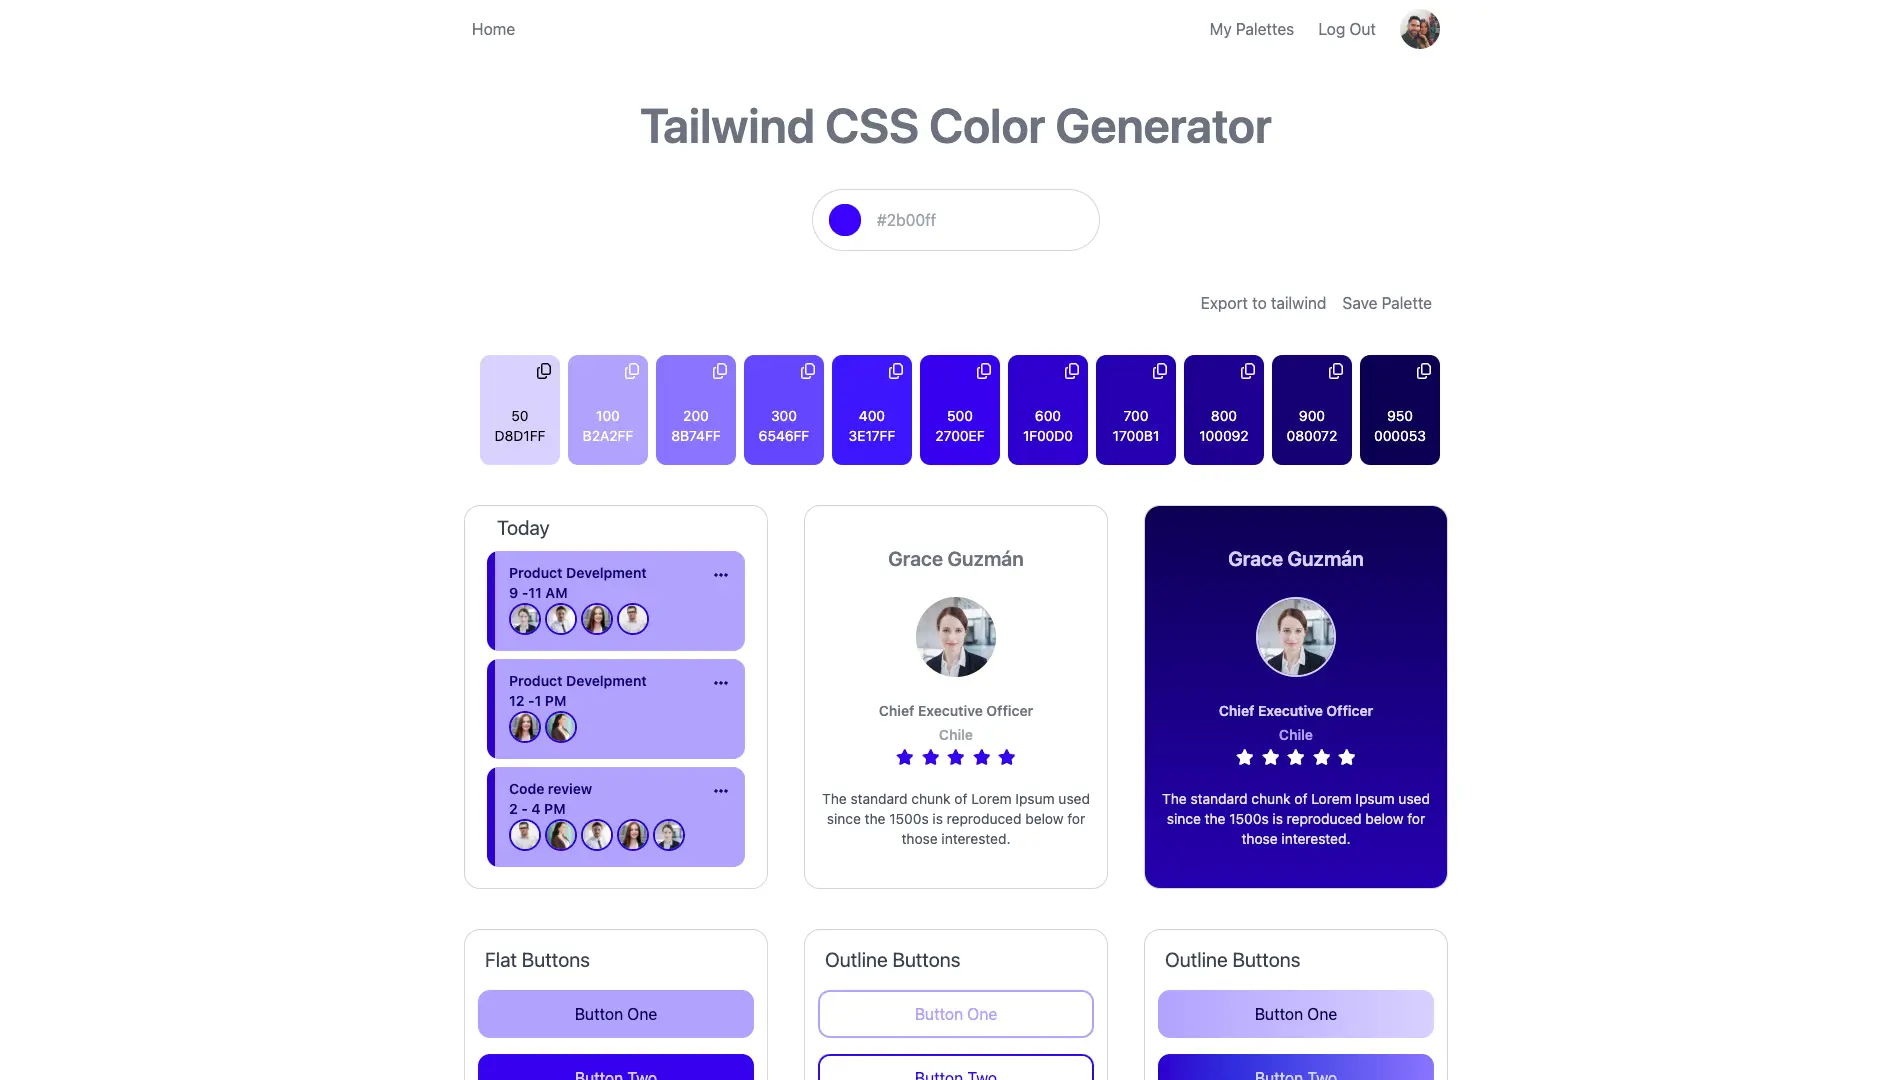 Home
My Palettes
Log Out
Tailwind CSS Color Generator
#2b00ff
Export to tailwind
Save Palette
50
D8D1FF
100
B2A2FF
200
8B74FF
300
6546FF
400
3E17FF
500
2700EF
600
1F00D0
700
1700B1
800
100092
900
080072
950
000053
Today
Product Develpment
9 -11 AM
Product Develpment
12 -1 PM
Code review
2 - 4 PM
Grace Guzmán
Chief Executive Officer
Chile
The standard chunk of Lorem Ipsum used
since the 1500s is reproduced below for
those interested.
Grace Guzmán
Chief Executive Officer
Chile
The standard chunk of Lorem Ipsum used
since the 1500s is reproduced below for
those interested.
Flat Buttons
Button One
Button Two
Outline Buttons
Button One
Button Two
Outline Buttons
Button One
Button Two